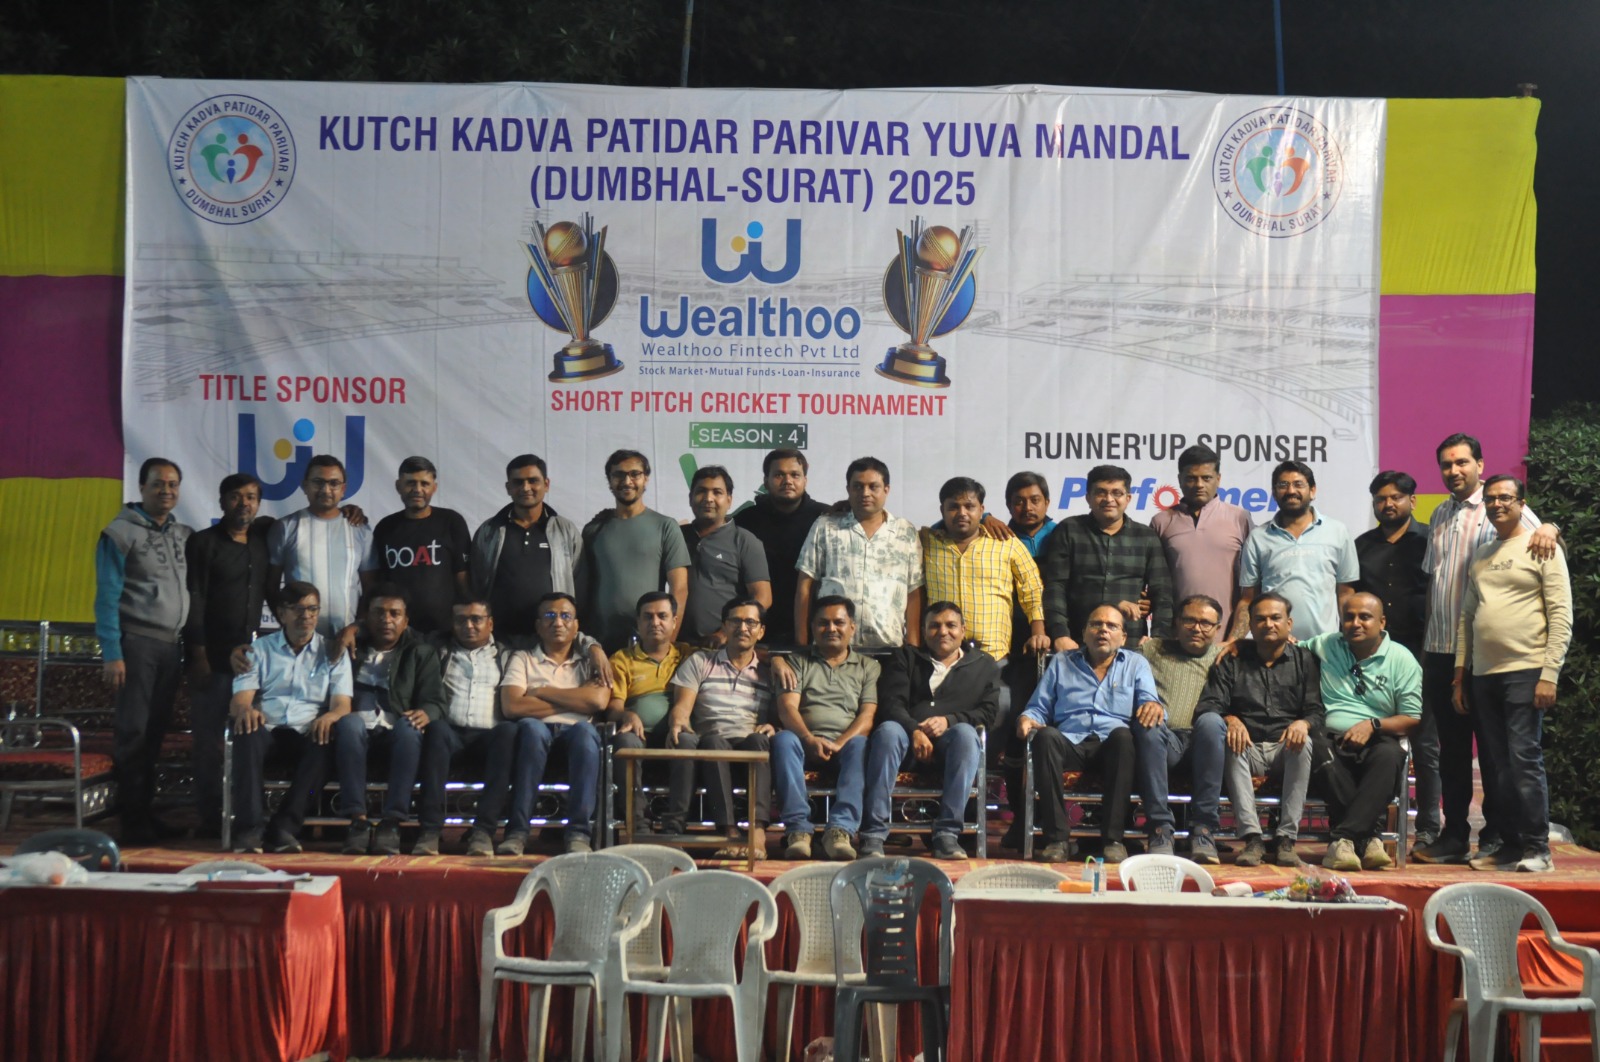 KUTCH KADVA PATIDAR PARIVAR
DUMBHAL SURAT
KUTCH KADVA PATIDAR PARIVAR YUVA MANDAL
(DUMBHAL-SURAT) 2025
KUTCH KADVA PATIDAR PARIVAR
DUMBHAL SURAT
Wealthoo
Wealthoo Fintech Pvt Ltd
Stock Market • Mutual Funds • Loan • Insurance
TITLE SPONSOR
SHORT PITCH CRICKET TOURNAMENT
SEASON : 4
RUNNER'UP SPONSER
boAt